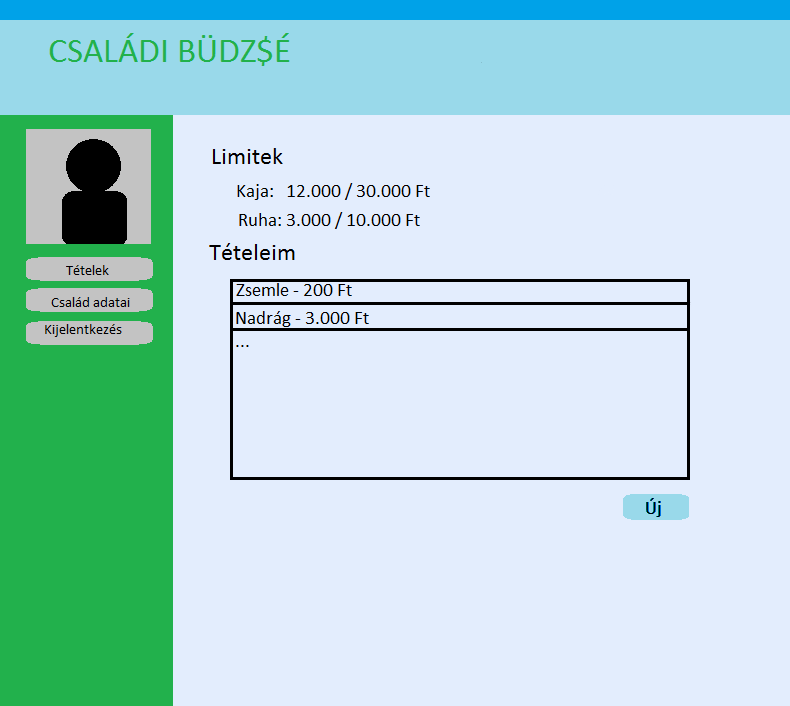 CSALÁDI BÜDZ$É
Tételek
Család adatai
Kijelentkezés
Limitek
Kaja: 12.000 / 30.000 Ft
Ruha: 3.000 / 10.000 Ft
Tételeim
Zsemle - 200 Ft
Nadrág - 3.000 Ft
...
Új